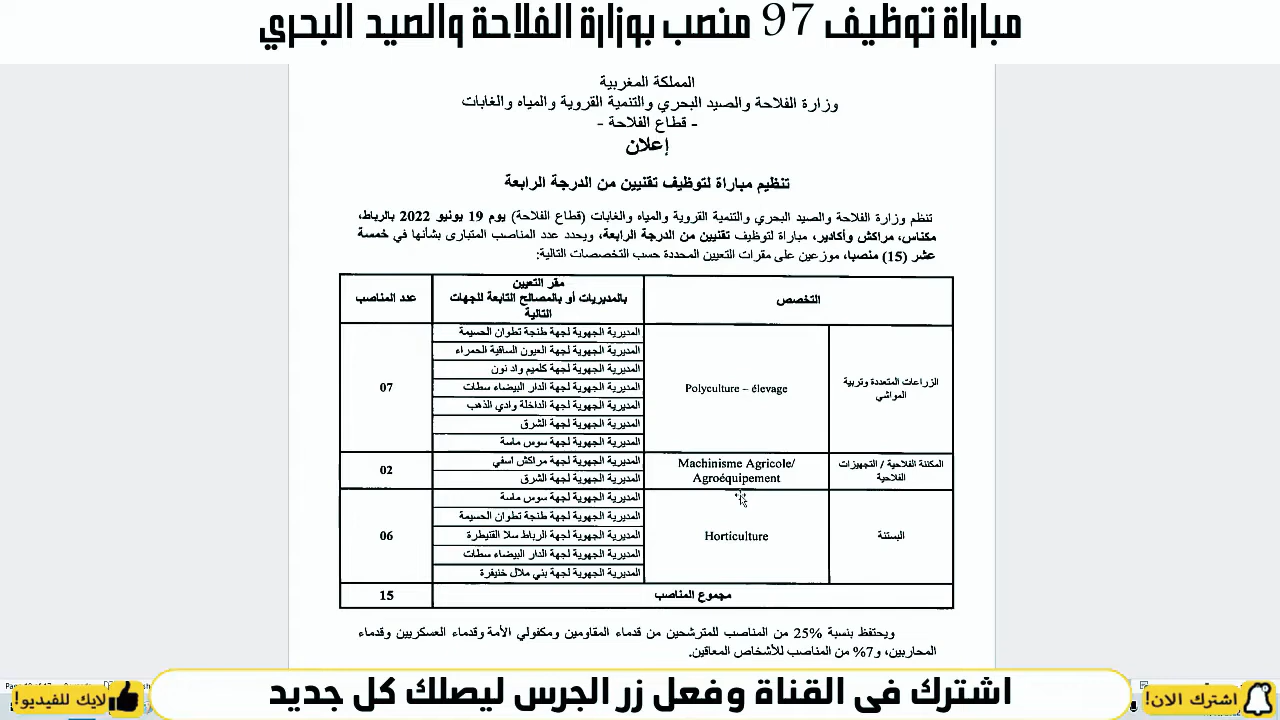 مباراة توظيف 97 منصب بوزارة الفلاحة والصيد البحري
المملكة المغربية
وزارة الفلاحة والصيد البحري والتنمية القروية والمياه والغابات
- قطاع الفلاحة -
إعلان
تنظيم مباراة لتوظيف تقنيين من الدرجة الرابعة
تنظم وزارة الفلاحة والصيد البحري والتنمية القروية والمياه والغابات (قطاع الفلاحة) يوم 19 يونيو 2022 بالرباط،
مكناس، مراكش وأكادير، مباراة لتوظيف تقنيين من الدرجة الرابعة، ويحدد عدد المناصب المتبارى بشأنها في خمسة
عشر (15) منصبا، موزعين على مقرات التعيين المحددة حسب التخصصات التالية:
التخصص
مقر التعيين
بالمديريات أو بالمصالح التابعة للجهات
التالية
عدد المناصب
الزراعات المتعددة وتربية
المواشي
Polyculture – élevage
المديرية الجهوية لجهة طنجة تطوان الحسيمة
المديرية الجهوية لجهة العيون الساقية الحمراء
المديرية الجهوية لجهة كلميم واد نون
المديرية الجهوية لجهة الدار البيضاء سطات
المديرية الجهوية لجهة الداخلة وادي الذهب
المديرية الجهوية لجهة الشرق
المديرية الجهوية لجهة سوس ماسة
07
المكننة الفلاحية / التجهيزات
الفلاحية
Machinisme Agricole/
Agroéquipement
المديرية الجهوية لجهة مراكش اسفي
المديرية الجهوية لجهة الشرق
02
البستنة
Horticulture
المديرية الجهوية لجهة سوس ماسة
المديرية الجهوية لجهة طنجة تطوان الحسيمة
المديرية الجهوية لجهة الرباط سلا القنيطرة
المديرية الجهوية لجهة الدار البيضاء سطات
المديرية الجهوية لجهة بني ملال خنيفرة
06
مجموع المناصب
15
ويحتفظ بنسبة 25% من المناصب للمترشحين من قدماء المقاومين ومكفولي الأمة وقدماء العسكريين وقدماء
المحاربين، و7% من المناصب للأشخاص المعاقين.
اشترك فى القناة وفعل زر الجرس ليصلك كل جديد
اشترك الان!
لايك للفيديو!